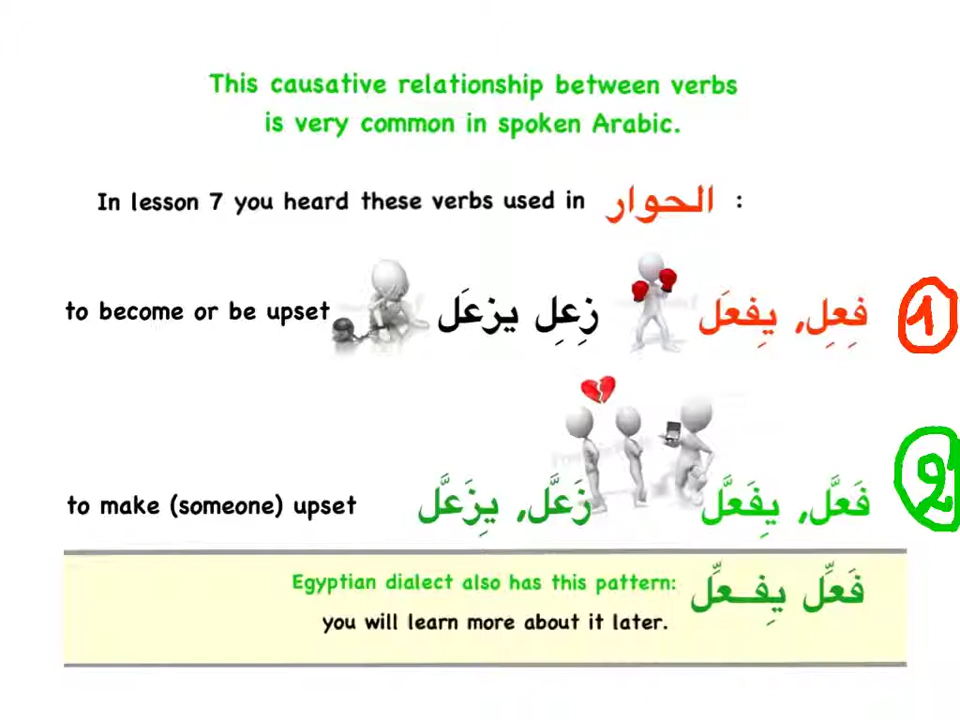 This causative relationship between verbs
is very common in spoken Arabic.
In lesson 7 you heard these verbs used in الحوار :
to become or be upset زِعِلِ يزعَل فِعِلِ, يِفعَل 1
to make (someone) upset زَعَّل, يِزَعَّل فَعَّل, يِفَعَّل 2
Egyptian dialect also has this pattern: فَعِّل يِفـعِّل
you will learn more about it later.